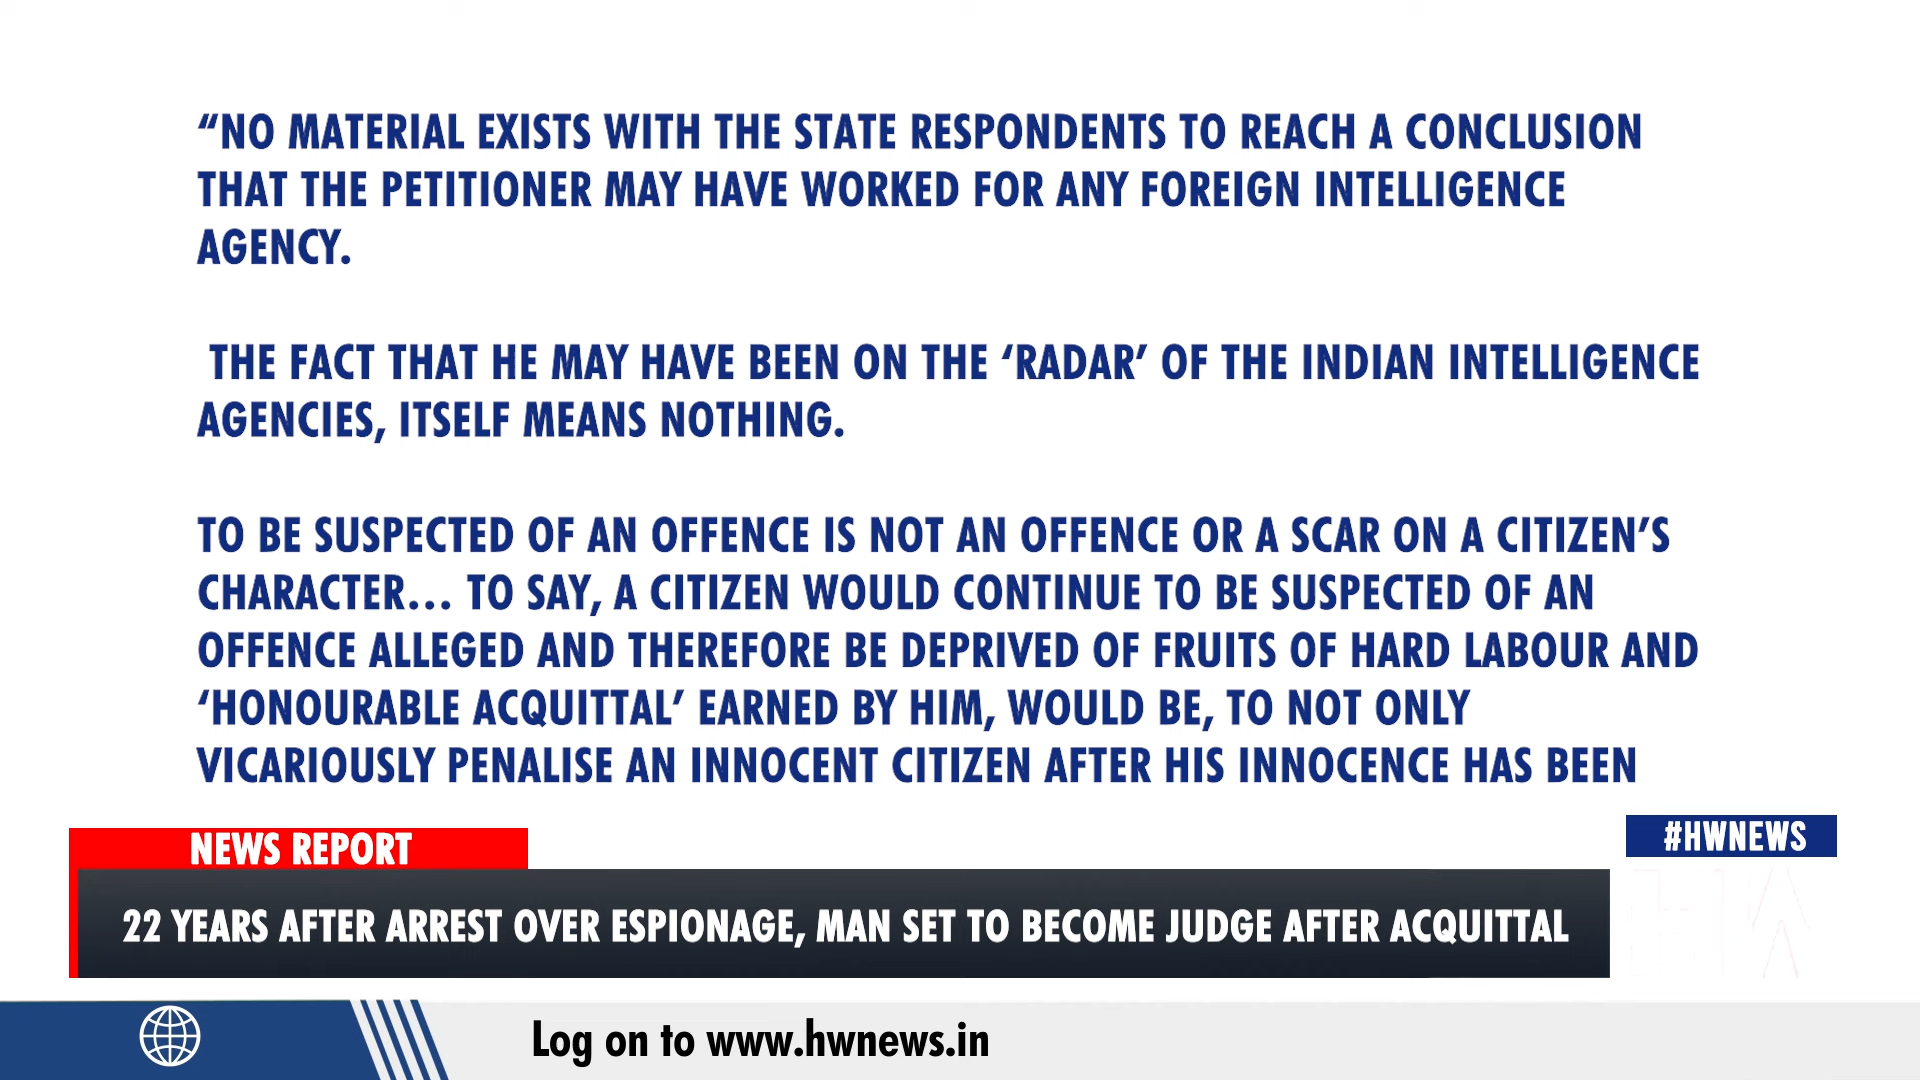 “NO MATERIAL EXISTS WITH THE STATE RESPONDENTS TO REACH A CONCLUSION
THAT THE PETITIONER MAY HAVE WORKED FOR ANY FOREIGN INTELLIGENCE
AGENCY.
THE FACT THAT HE MAY HAVE BEEN ON THE ‘RADAR’ OF THE INDIAN INTELLIGENCE
AGENCIES, ITSELF MEANS NOTHING.
TO BE SUSPECTED OF AN OFFENCE IS NOT AN OFFENCE OR A SCAR ON A CITIZEN’S
CHARACTER... TO SAY, A CITIZEN WOULD CONTINUE TO BE SUSPECTED OF AN
OFFENCE ALLEGED AND THEREFORE BE DEPRIVED OF FRUITS OF HARD LABOUR AND
‘HONOURABLE ACQUITTAL’ EARNED BY HIM, WOULD BE, TO NOT ONLY
VICARIOUSLY PENALISE AN INNOCENT CITIZEN AFTER HIS INNOCENCE HAS BEEN
#HWNEWS
NEWS REPORT
22 YEARS AFTER ARREST OVER ESPIONAGE, MAN SET TO BECOME JUDGE AFTER ACQUITTAL
Log on to www.hwnews.in